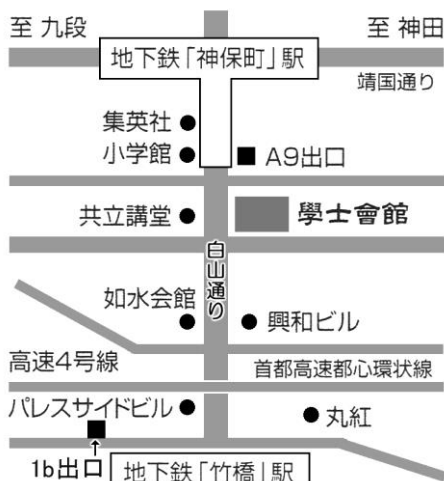 至 九段
至 神田
地下鉄「神保町」駅
靖国通り
集英社
小学館
A9出口
共立講堂
學士會館
白山通り
如水会館
興和ビル
高速4号線
首都高速都心環状線
パレスサイドビル
丸紅
1b出口
地下鉄「竹橋」駅